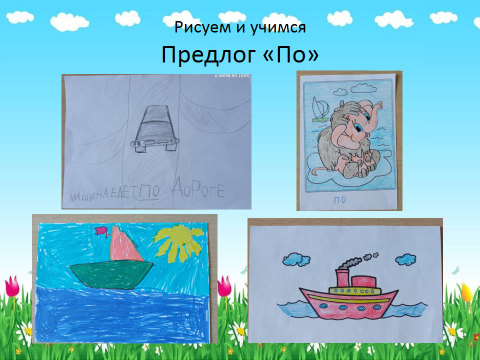 Рисуем и учимся
Предлог «По»
МАШИНА ЕДЕТ ПО ДОРОГЕ
ПО